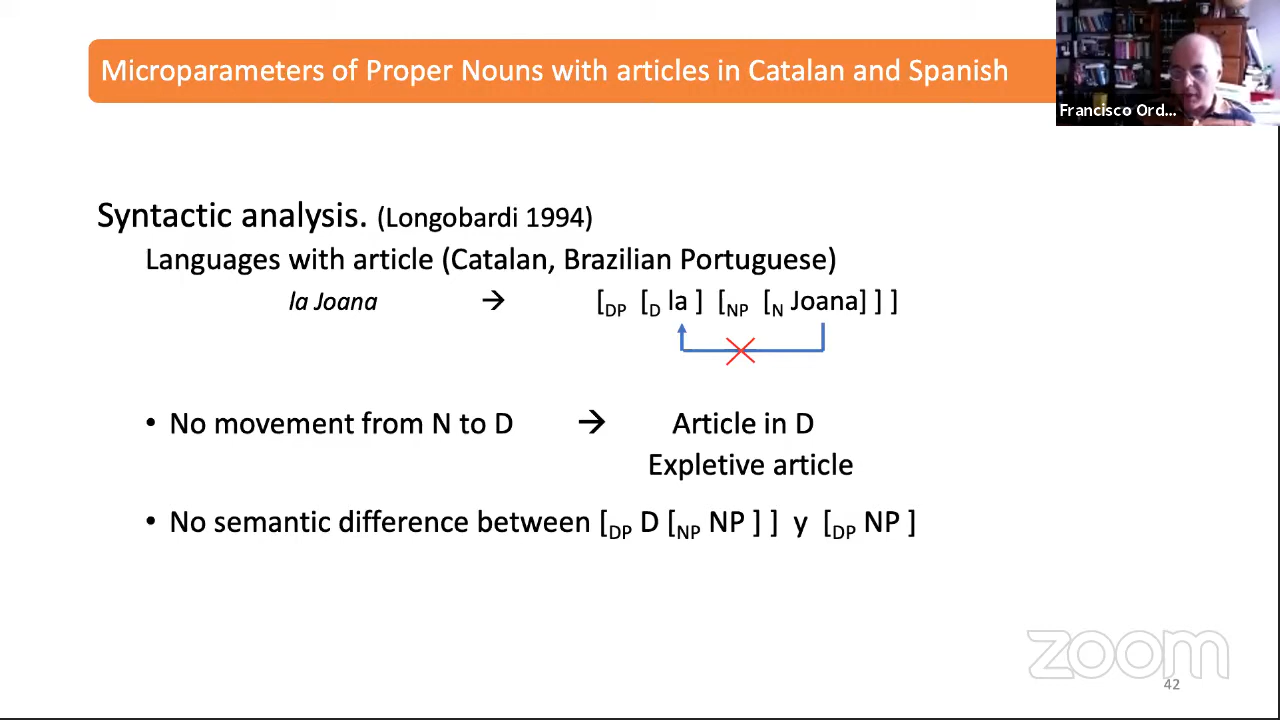 Microparameters of Proper Nouns with articles in Catalan and Spanish
Francisco Ord...
Syntactic analysis. (Longobardi 1994)
Languages with article (Catalan, Brazilian Portuguese)
la Joana → [DP [D la ] [NP [N Joana] ] ]
• No movement from N to D → Article in D
Expletive article
• No semantic difference between [DP D [NP NP ] ] y [DP NP ]
zoom
42